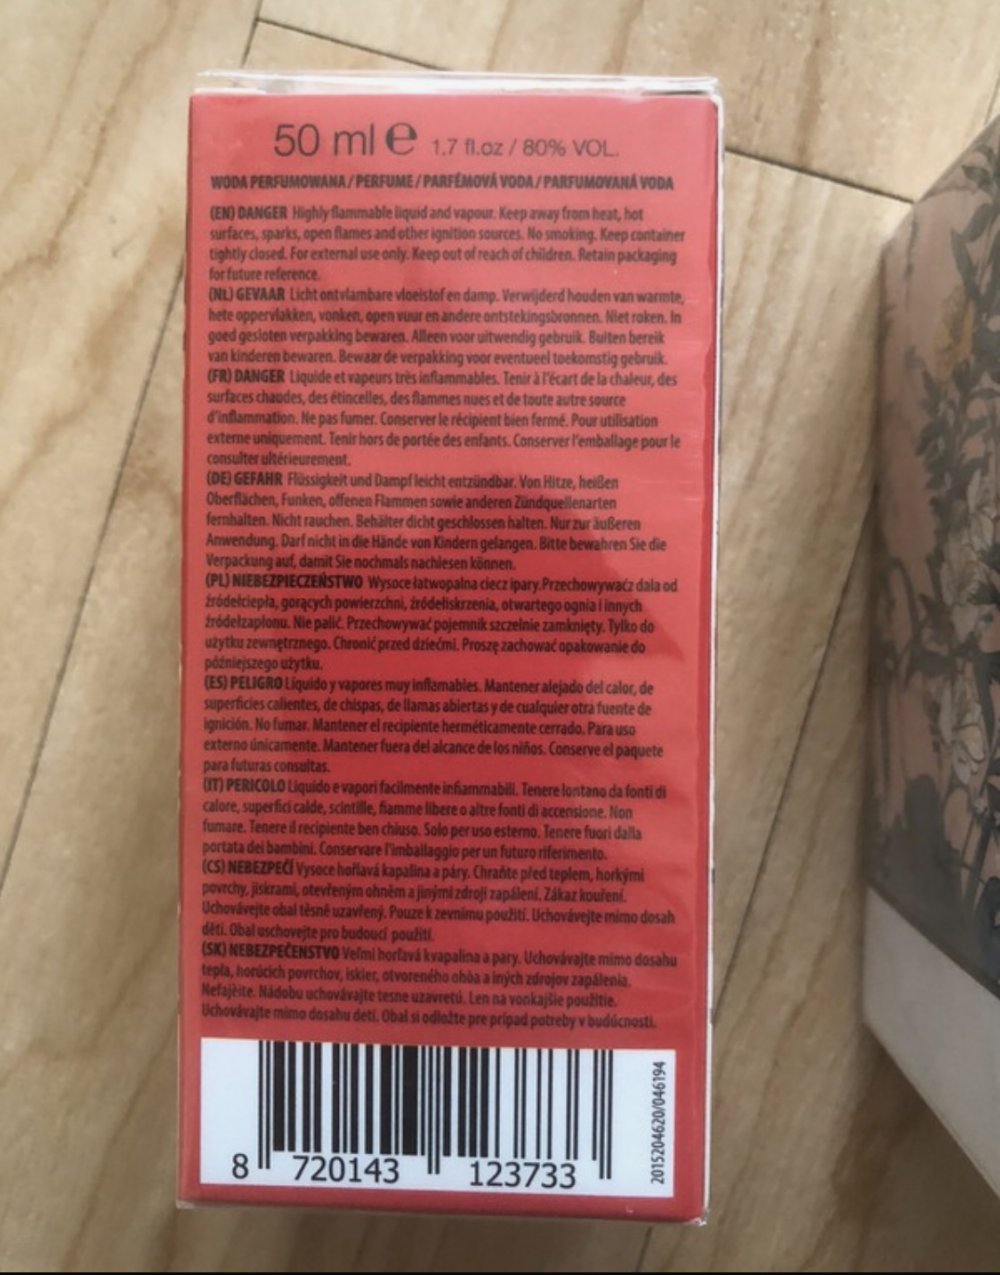 50 ml ℮ 1.7 fl.oz / 80% VOL.
WODA PERFUMOWANA / PERFUME / PARFÉMOVÁ VODA / PARFUMOVANÁ VODA
(EN) DANGER Highly flammable liquid and vapour. Keep away from heat, hot
surfaces, sparks, open flames and other ignition sources. No smoking. Keep container
tightly closed. For external use only. Keep out of reach of children. Retain packaging
for future reference.
(NL) GEVAAR Licht ontvlambare vloeistof en damp. Verwijderd houden van warmte,
hete oppervlakken, vonken, open vuur en andere ontstekingsbronnen. Niet roken. In
goed gesloten verpakking bewaren. Alleen voor uitwendig gebruik. Buiten bereik
van kinderen bewaren. Bewaar de verpakking voor eventueel toekomstig gebruik.
(FR) DANGER Liquide et vapeurs très inflammables. Tenir à l'écart de la chaleur, des
surfaces chaudes, des étincelles, des flammes nues et de toute autre source
d'inflammation. Ne pas fumer. Conserver le récipient bien fermé. Pour utilisation
externe uniquement. Tenir hors de portée des enfants. Conserver l'emballage pour le
consulter ultérieurement.
(DE) GEFAHR Flüssigkeit und Dampf leicht entzündbar. Von Hitze, heißen
Oberflächen, Funken, offenen Flammen sowie anderen Zündquellenarten
fernhalten. Nicht rauchen. Behälter dicht geschlossen halten. Nur zur äußeren
Anwendung. Darf nicht in die Hände von Kindern gelangen. Bitte bewahren Sie die
Verpackung auf, damit Sie nochmals nachlesen können.
(PL) NIEBEZPIECZEŃSTWO Wysoce łatwopalna ciecz ipary.Przechowywaćz dala od
źródełciepła, gorących powierzchni, źródełiskrzenia, otwartego ognia i innych
źródełzapłonu. Nie palić. Przechowywać pojemnik szczelnie zamknięty. Tylko do
użytku zewnętrznego. Chronić przed dziećmi. Proszę zachować opakowanie do
późniejszego użytku.
(ES) PELIGRO Líquido y vapores muy inflamables. Mantener alejado del calor, de
superficies calientes, de chispas, de llamas abiertas y de cualquier otra fuente de
ignición. No fumar. Mantener el recipiente herméticamente cerrado. Para uso
externo únicamente. Mantener fuera del alcance de los niños. Conserve el paquete
para futuras consultas.
(IT) PERICOLO Liquido e vapori facilmente infiammabili. Tenere lontano da fonti di
calore, superfici calde, scintille, fiamme libere o altre fonti di accensione. Non
fumare. Tenere il recipiente ben chiuso. Solo per uso esterno. Tenere fuori dalla
portata dei bambini. Conservare l'imballaggio per un futuro riferimento.
(CS) NEBEZPEČÍ Vysoce hořlavá kapalina a páry. Chraňte před teplem, horkými
povrchy, jiskrami, otevřeným ohněm a jinými zdroji zapálení. Zákaz kouření.
Uchovávejte obal těsně uzavřený. Pouze k zevnímu použití. Uchovávejte mimo dosah
dětí. Obal uschovejte pro budoucí použití.
(SK) NEBEZPEČENSTVO Veľmi horľavá kvapalina a pary. Uchovávajte mimo dosahu
tepla, horúcich povrchov, iskier, otvoreného ohňa a iných zdrojov zapálenia.
Nefajčite. Nádobu uchovávajte tesne uzavretú. Len na vonkajšie použitie.
Uchovávajte mimo dosahu detí. Obal si odložte pre prípad potreby v budúcnosti.
8 720143 123733
2015204620/046194